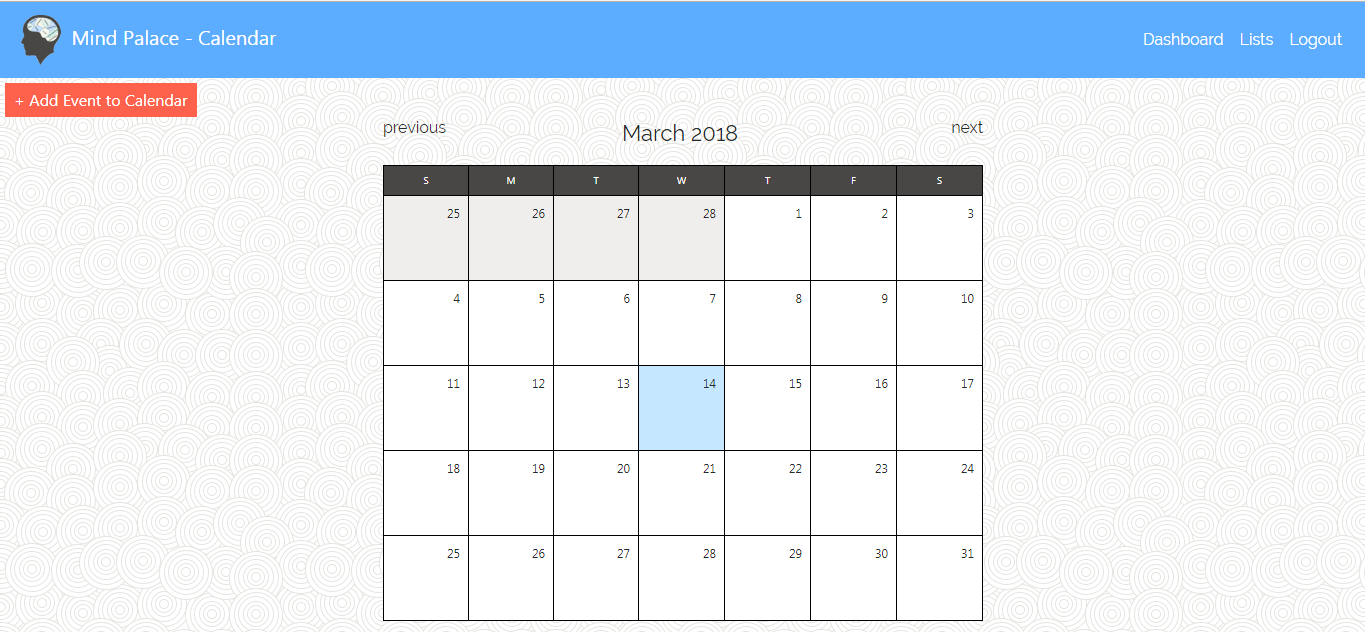 Mind Palace - Calendar
Dashboard Lists Logout
+ Add Event to Calendar
previous March 2018 next
S M T W T F S
25 26 27 28 1 2 3
4 5 6 7 8 9 10
11 12 13 14 15 16 17
18 19 20 21 22 23 24
25 26 27 28 29 30 31